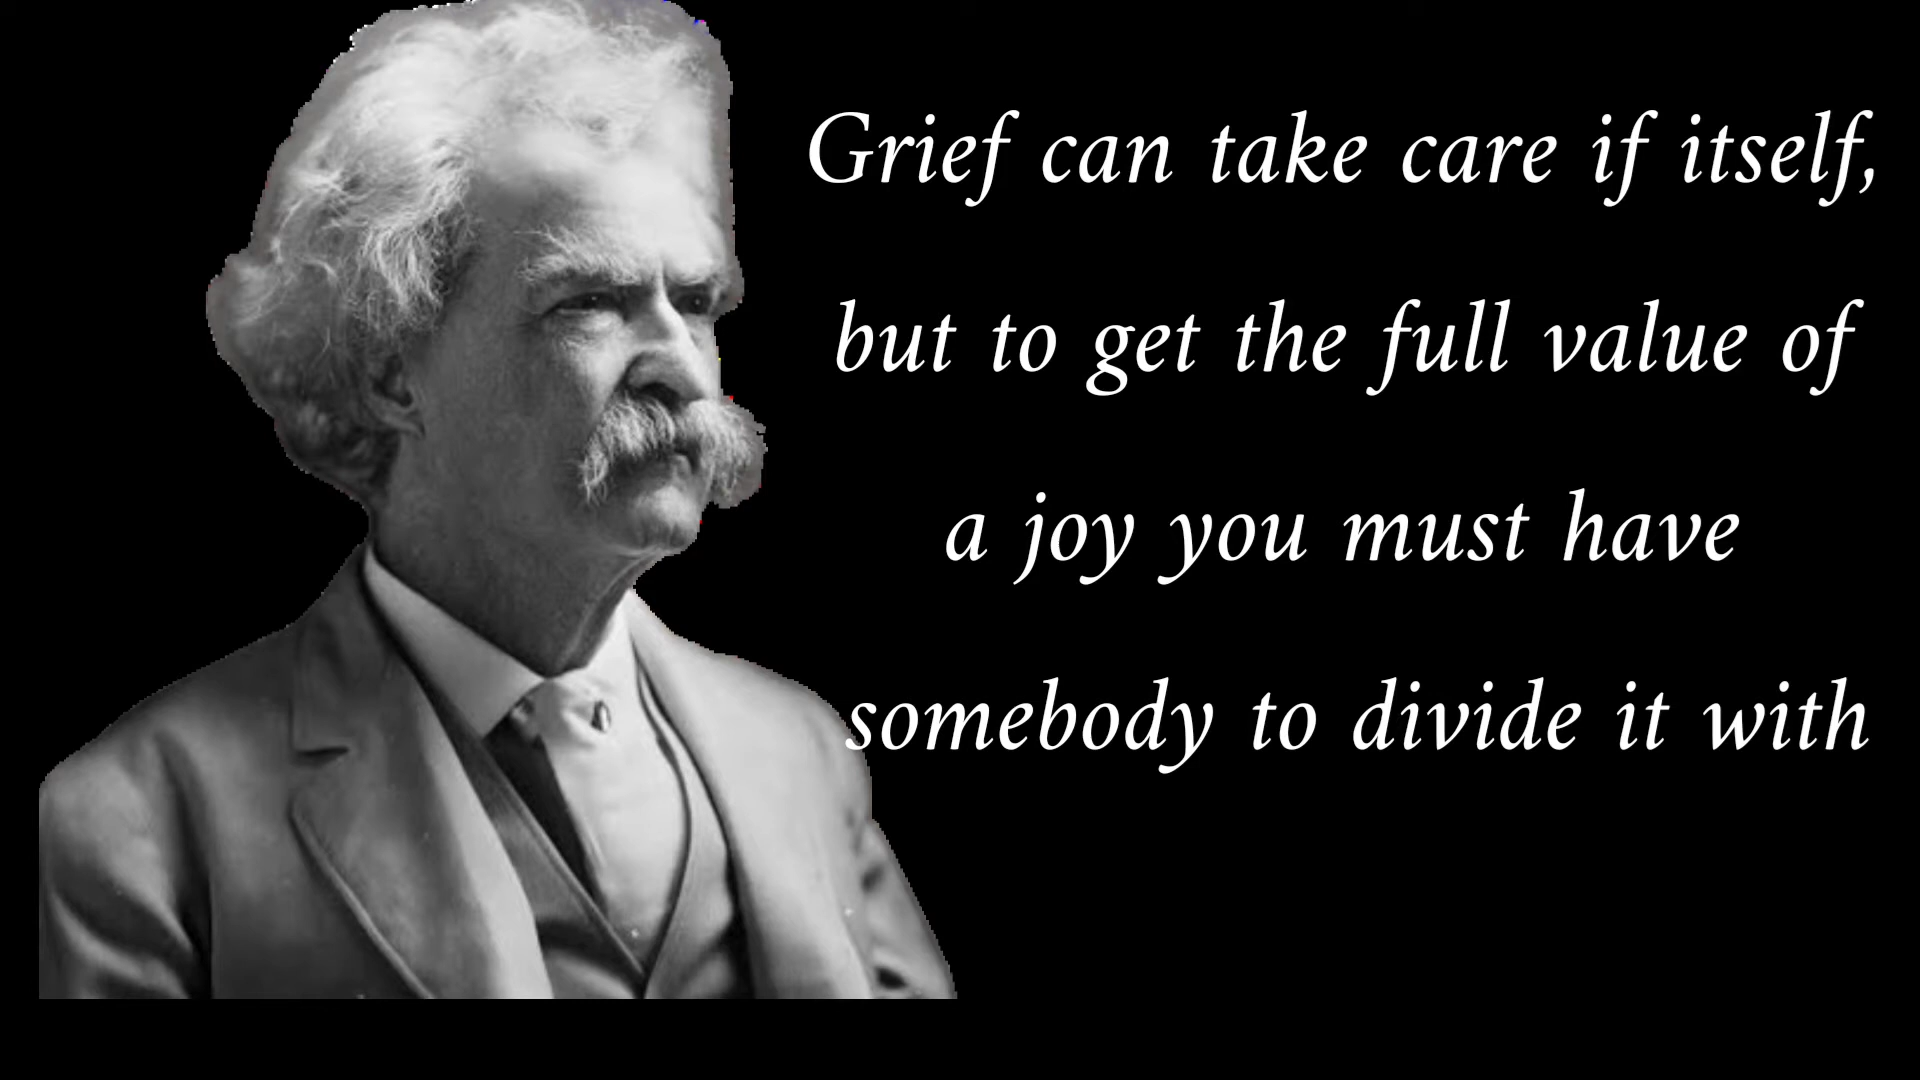 Grief can take care if itself,
but to get the full value of
a joy you must have
somebody to divide it with